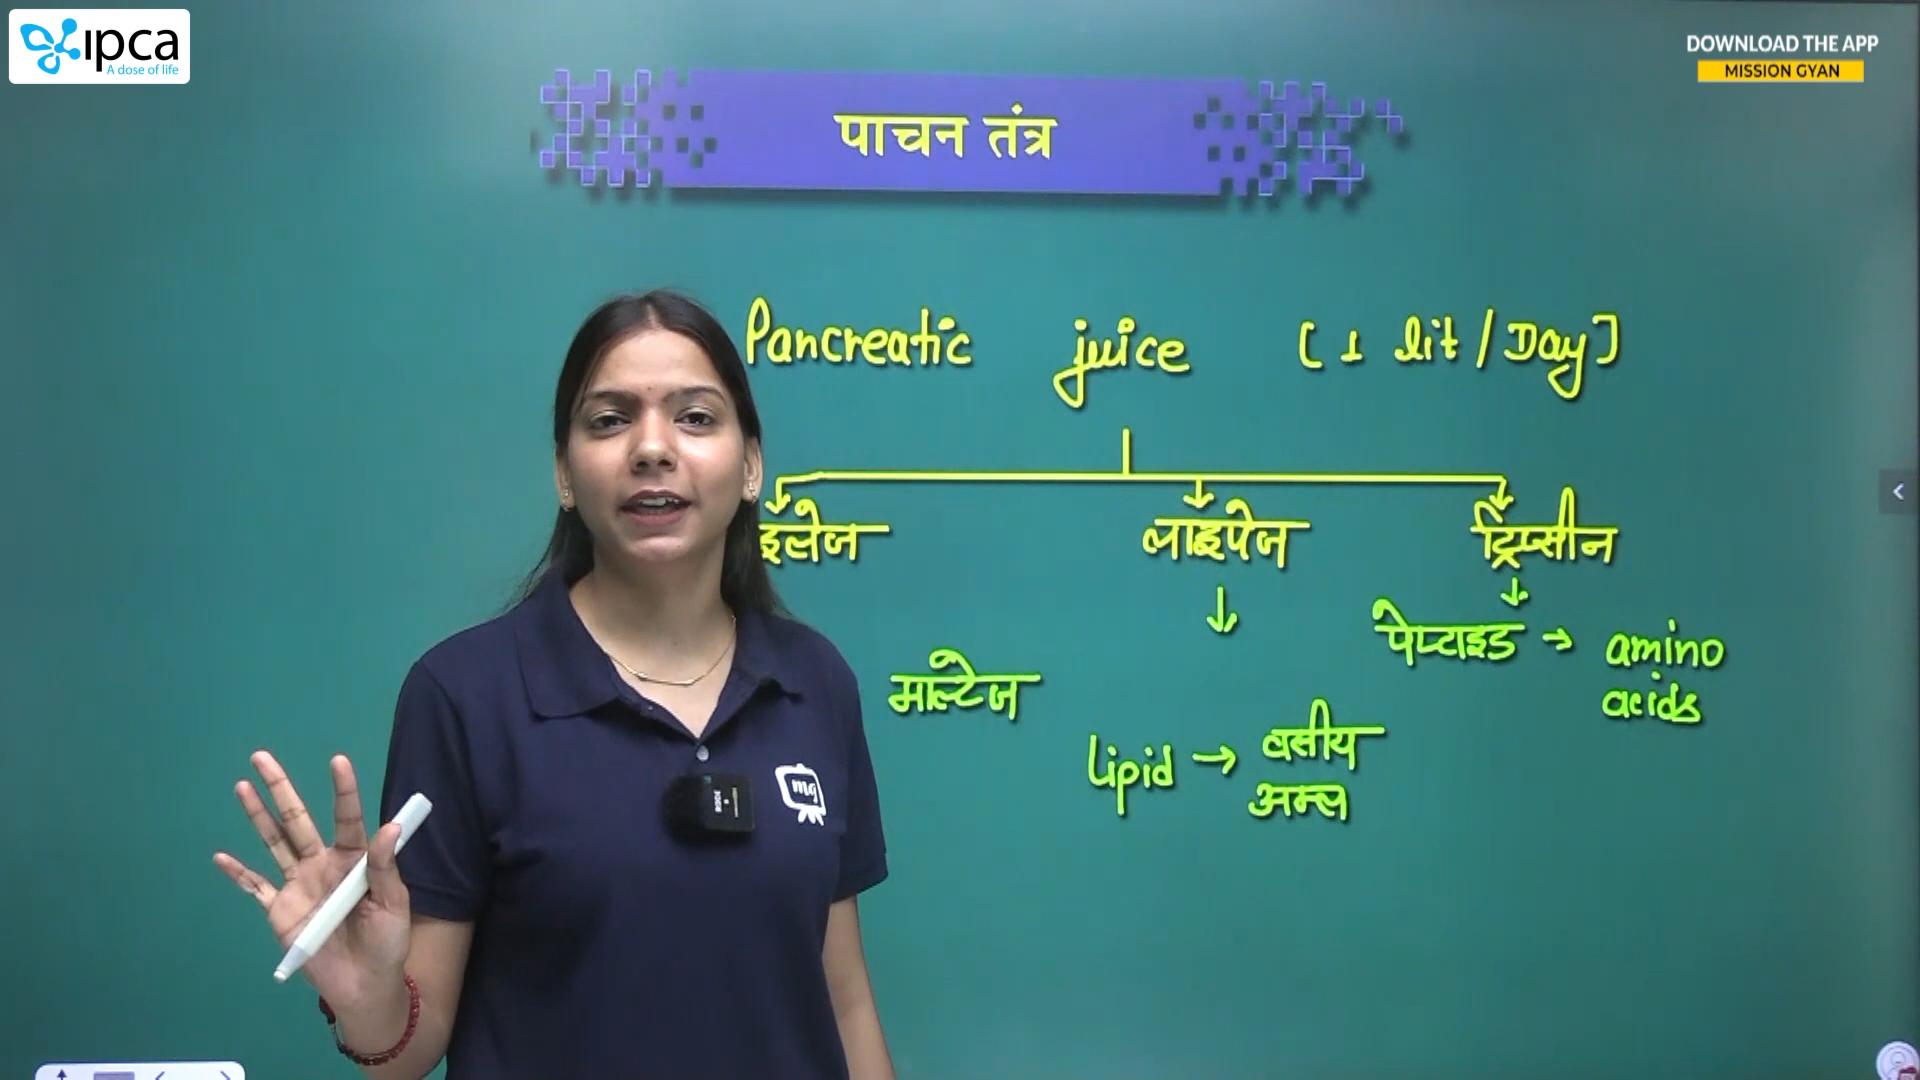 ipca
A dose of life
DOWNLOAD THE APP
MISSION GYAN
पाचन तंत्र
Pancreatic juice [1 lit/Day]
इलेज लाइपेज ट्रिप्सीन
पेप्टाइड → amino acids
माल्टेज
Lipid → वसीय अम्ल
mg